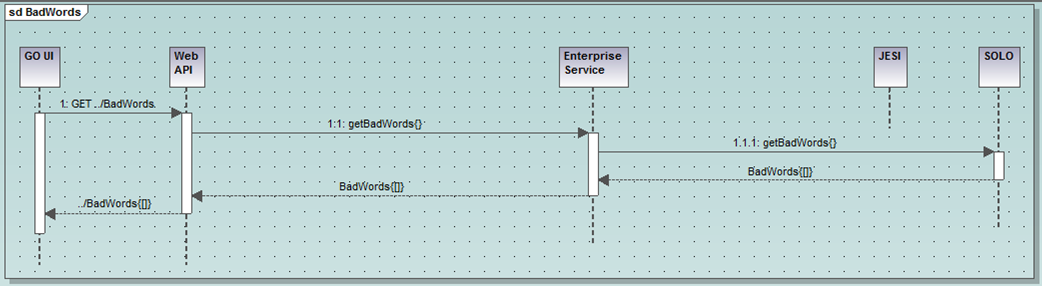 sd BadWords
GO UI
Web
API
Enterprise
Service
JESI
SOLO
1: GET ../BadWords
1.1: getBadWords{}
1.1.1: getBadWords{}
BadWords{[]}
BadWords{[]}
../BadWords{[]}